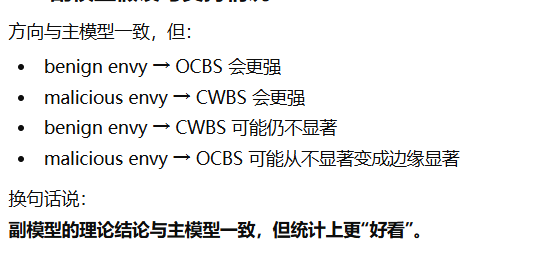 方向与主模型一致，但：
• benign envy → OCBS 会更强
• malicious envy → CWBS 会更强
• benign envy → CWBS 可能仍不显著
• malicious envy → OCBS 可能从不显著变成边缘显著
换句话说：
副模型的理论结论与主模型一致，但统计上更“好看”。